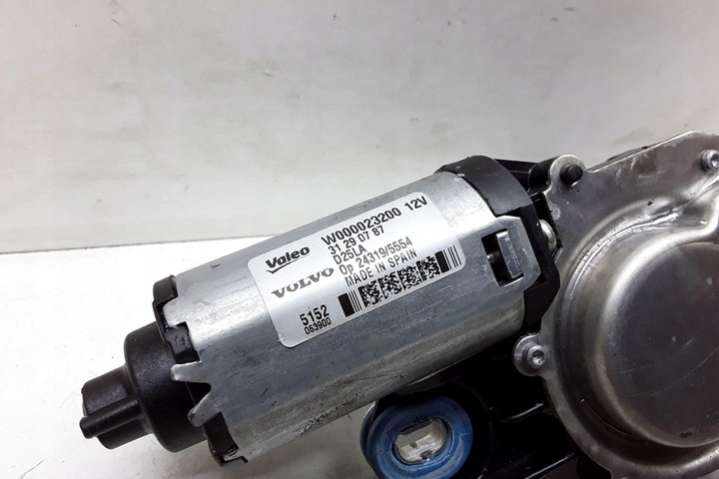 Valeo
W000023200 12V
31 29 07 87
D25LA
Op 24319/5554
VOLVO
MADE IN SPAIN
5152
063900